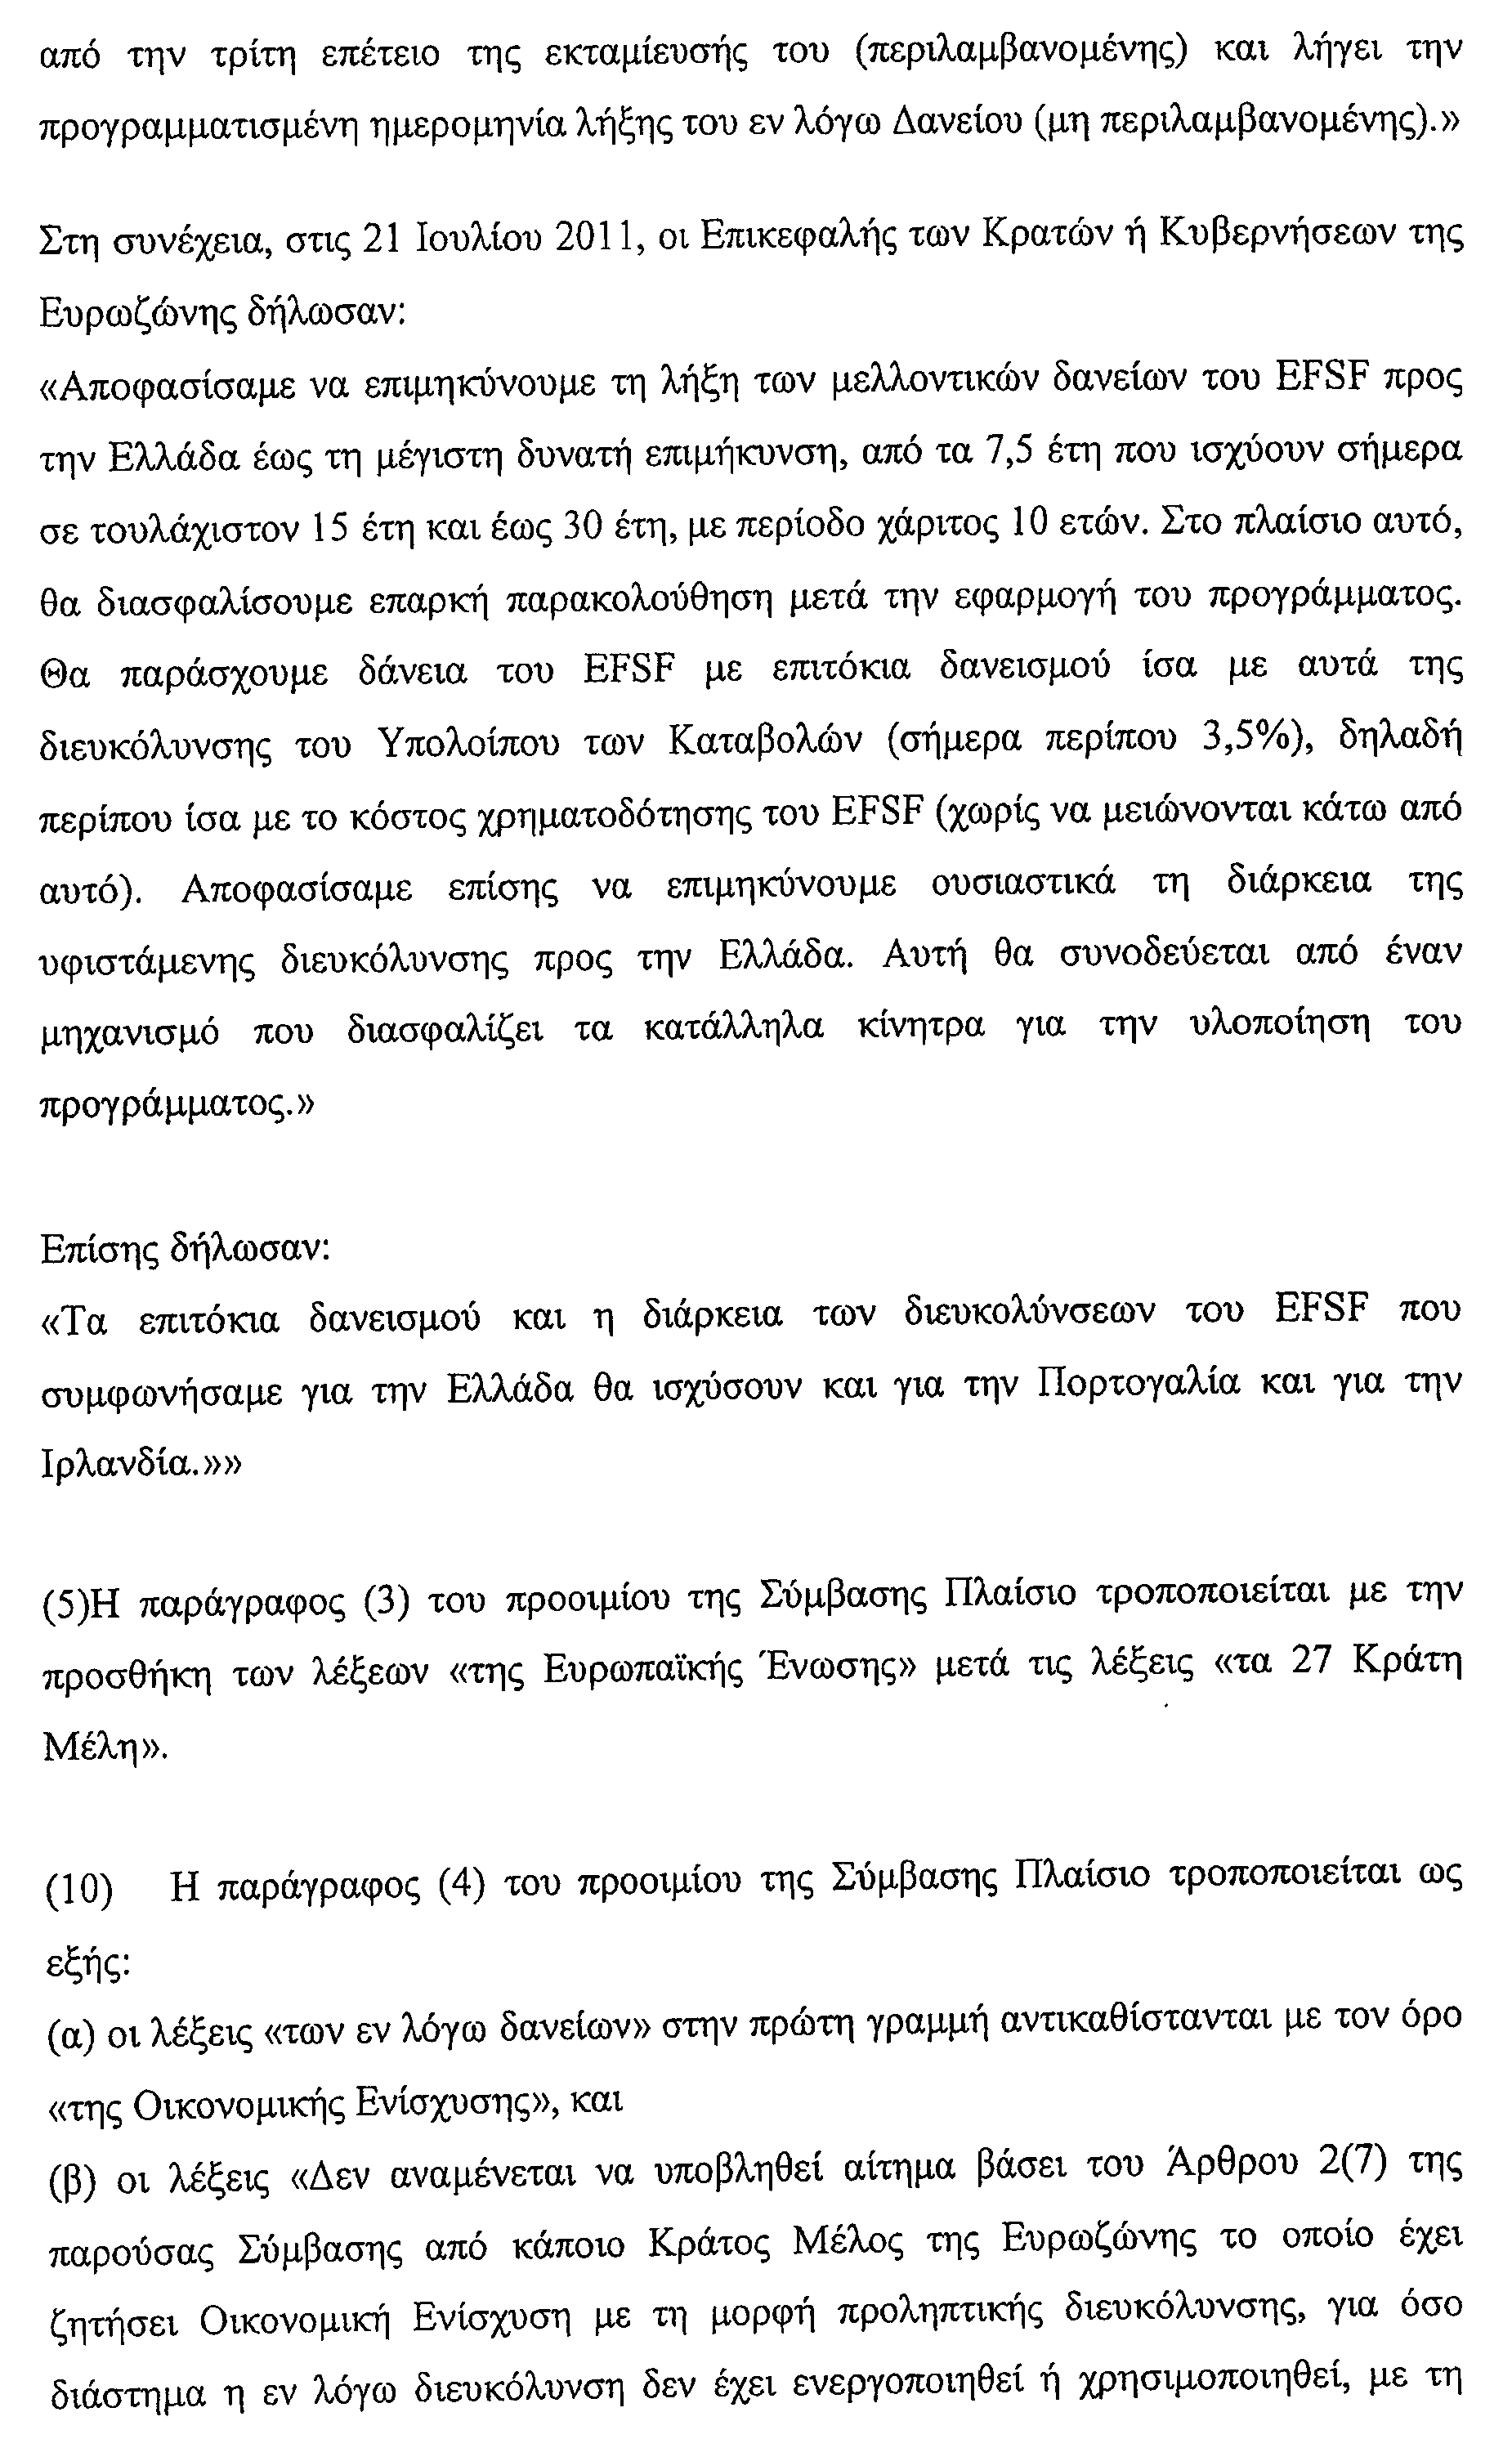 από την τρίτη επέτειο της εκταμίευσής του (περιλαμβανομένης) και λήγει την
προγραμματισμένη ημερομηνία λήξης του εν λόγω Δανείου (μη περιλαμβανομένης).»
Στη συνέχεια, στις 21 Ιουλίου 2011, οι Επικεφαλής των Κρατών ή Κυβερνήσεων της
Ευρωζώνης δήλωσαν:
«Αποφασίσαμε να επιμηκύνουμε τη λήξη των μελλοντικών δανείων του EFSF προς
την Ελλάδα έως τη μέγιστη δυνατή επιμήκυνση, από τα 7,5 έτη που ισχύουν σήμερα
σε τουλάχιστον 15 έτη και έως 30 έτη, με περίοδο χάριτος 10 ετών. Στο πλαίσιο αυτό,
θα διασφαλίσουμε επαρκή παρακολούθηση μετά την εφαρμογή του προγράμματος.
Θα παράσχουμε δάνεια του EFSF με επιτόκια δανεισμού ίσα με αυτά της
διευκόλυνσης του Υπολοίπου των Καταβολών (σήμερα περίπου 3,5%), δηλαδή
περίπου ίσα με το κόστος χρηματοδότησης του EFSF (χωρίς να μειώνονται κάτω από
αυτό). Αποφασίσαμε επίσης να επιμηκύνουμε ουσιαστικά τη διάρκεια της
υφιστάμενης διευκόλυνσης προς την Ελλάδα. Αυτή θα συνοδεύεται από έναν
μηχανισμό που διασφαλίζει τα κατάλληλα κίνητρα για την υλοποίηση του
προγράμματος.»
Επίσης δήλωσαν:
«Τα επιτόκια δανεισμού και η διάρκεια των διευκολύνσεων του EFSF που
συμφωνήσαμε για την Ελλάδα θα ισχύσουν και για την Πορτογαλία και για την
Ιρλανδία.»»
(5)Η παράγραφος (3) του προοιμίου της Σύμβασης Πλαίσιο τροποποιείται με την
προσθήκη των λέξεων «της Ευρωπαϊκής Ένωσης» μετά τις λέξεις «τα 27 Κράτη
Μέλη».
(10) Η παράγραφος (4) του προοιμίου της Σύμβασης Πλαίσιο τροποποιείται ως
εξής:
(α) οι λέξεις «των εν λόγω δανείων» στην πρώτη γραμμή αντικαθίστανται με τον όρο
«της Οικονομικής Ενίσχυσης», και
(β) οι λέξεις «Δεν αναμένεται να υποβληθεί αίτημα βάσει του Άρθρου 2(7) της
παρούσας Σύμβασης από κάποιο Κράτος Μέλος της Ευρωζώνης το οποίο έχει
ζητήσει Οικονομική Ενίσχυση με τη μορφή προληπτικής διευκόλυνσης, για όσο
διάστημα η εν λόγω διευκόλυνση δεν έχει ενεργοποιηθεί ή χρησιμοποιηθεί, με τη